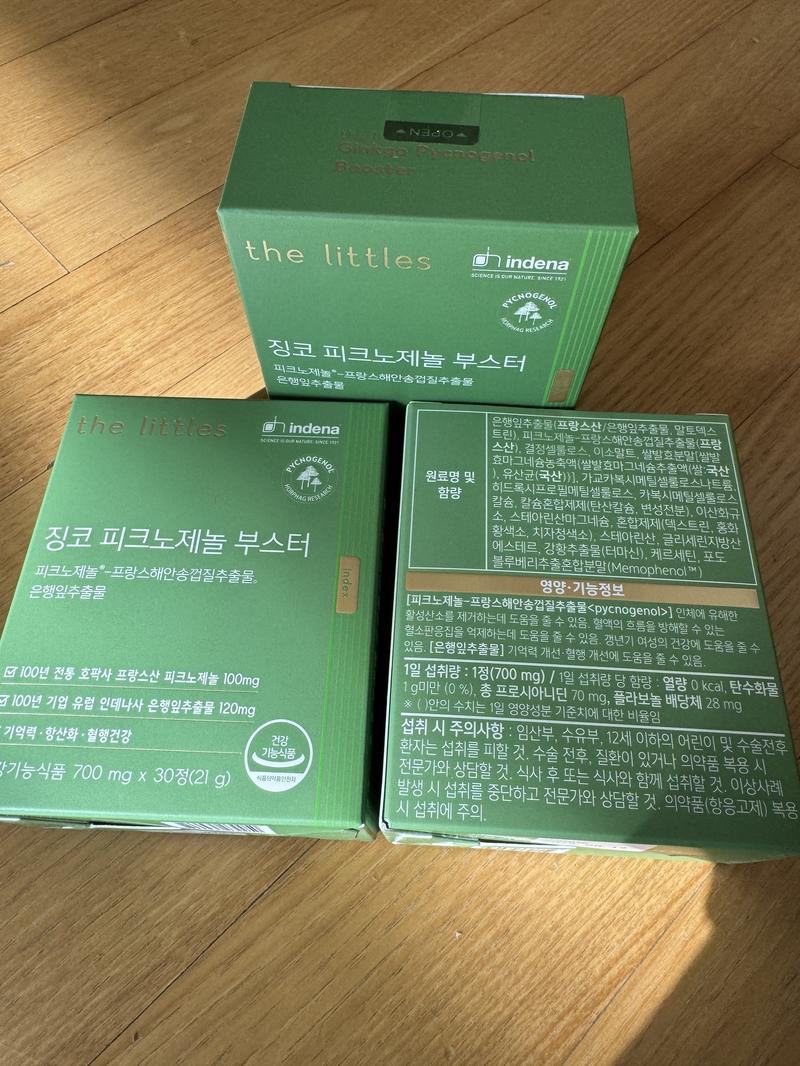 OPEN
Ginkgo Pycnogenol
Booster
the littles
indena
SCIENCE IS OUR NATURE. SINCE 1921
PYCNOGENOL
HORPHAG RESEARCH
징코 피크노제놀 부스터
피크노제놀®-프랑스해안송껍질추출물
은행잎추출물
the littles
indena
SCIENCE IS OUR NATURE. SINCE 1921
PYCNOGENOL
HORPHAG RESEARCH
징코 피크노제놀 부스터
피크노제놀®-프랑스해안송껍질추출물
은행잎추출물
index
100년 전통 호팍사 프랑스산 피크노제놀 100mg
100년 기업 유럽 인데나사 은행잎추출물 120mg
기억력·항산화·혈행건강
건강
기능식품
식품의약품안전처
강기능식품 700 mg x 30정(21 g)
원료명 및
함량
은행잎추출물(프랑스산/은행잎추출물, 말토덱스
트린), 피크노제놀-프랑스해안송껍질추출물(프랑
스산), 결정셀룰로스, 이소말트, 쌀발효분말[쌀발
효마그네슘농축액(쌀발효마그네슘추출액(쌀:국산
), 유산균(국산))], 가교카복시메틸셀룰로스나트륨,
히드록시프로필메틸셀룰로스, 카복시메틸셀룰로스
칼슘, 칼슘혼합제제(탄산칼슘, 변성전분), 이산화규
소, 스테아린산마그네슘, 혼합제제(덱스트린, 홍화
황색소, 치자청색소), 스테아린산, 글리세린지방산
에스테르, 강황추출물(터마신), 케르세틴, 포도
블루베리추출혼합분말(Memophenol™)
영양·기능정보
[피크노제놀-프랑스해안송껍질추출물<pycnogenol>] 인체에 유해한
활성산소를 제거하는데 도움을 줄 수 있음. 혈액의 흐름을 방해할 수 있는
혈소판응집을 억제하는데 도움을 줄 수 있음. 갱년기 여성의 건강에 도움을 줄 수
있음. [은행잎추출물] 기억력 개선·혈행 개선에 도움을 줄 수 있음.
1일 섭취량 : 1정(700 mg) / 1일 섭취량 당 함량 : 열량 0 kcal, 탄수화물
1 g미만 (0 %), 총 프로시아니딘 70 mg, 플라보놀 배당체 28 mg
※ ( )안의 수치는 1일 영양성분 기준치에 대한 비율임
섭취 시 주의사항 : 임산부, 수유부, 12세 이하의 어린이 및 수술전후
환자는 섭취를 피할 것. 수술 전후, 질환이 있거나 의약품 복용 시
전문가와 상담할 것. 식사 후 또는 식사와 함께 섭취할 것. 이상사례
발생 시 섭취를 중단하고 전문가와 상담할 것. 의약품(항응고제) 복용
시 섭취에 주의.